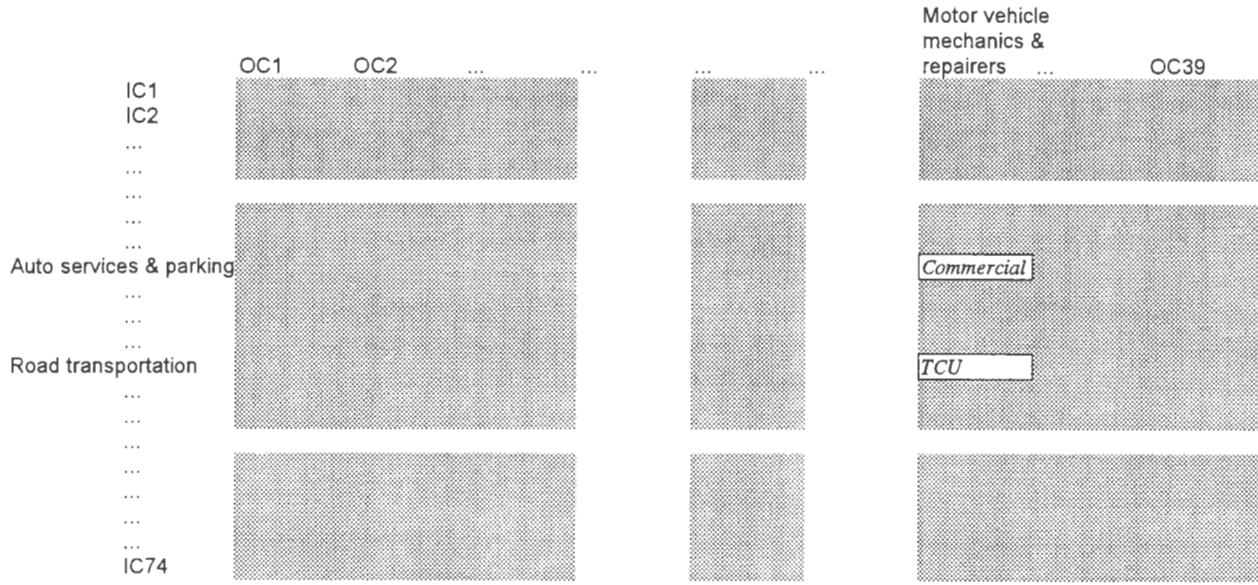 Motor vehicle
mechanics &
OC1 OC2 ... ... ... ... repairers ... OC39
IC1
IC2
...
...
...
...
...
Auto services & parking Commercial
...
...
...
Road transportation TCU
...
...
...
...
...
...
...
IC74